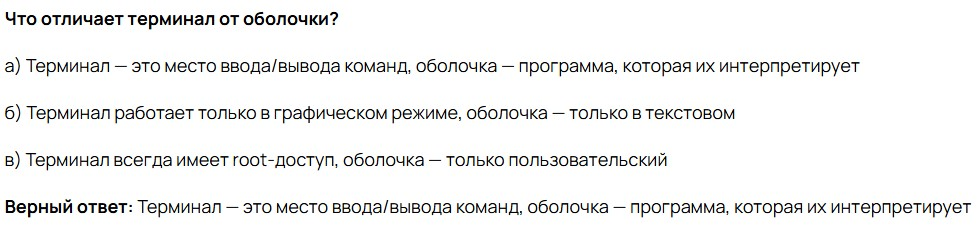 Что отличает терминал от оболочки?
а) Терминал — это место ввода/вывода команд, оболочка — программа, которая их интерпретирует
б) Терминал работает только в графическом режиме, оболочка — только в текстовом
в) Терминал всегда имеет root-доступ, оболочка — только пользовательский
Верный ответ: Терминал — это место ввода/вывода команд, оболочка — программа, которая их интерпретирует